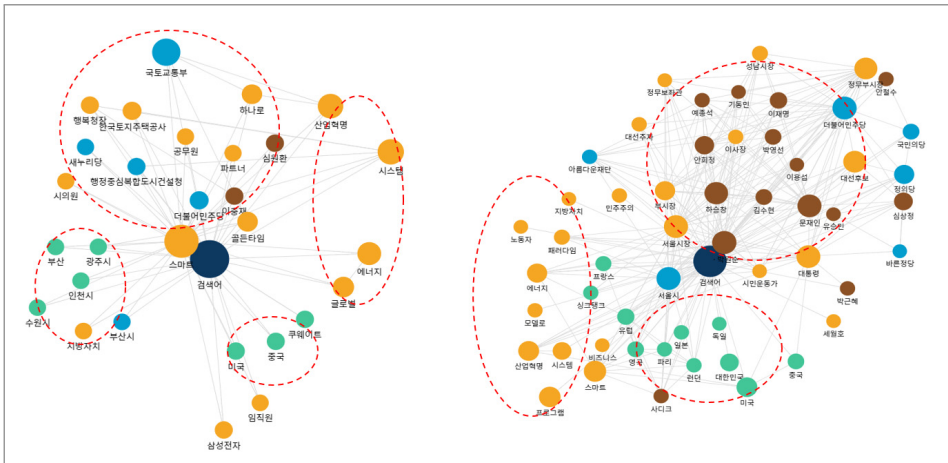 국토교통부
행복청장
한국토지주택공사
하나로
산업혁명
공무원
심원환
새누리당
파트너
시스템
행정중심복합도시건설청
시의원
더불어민주당
이충재
골든타임
스마트
검색어
부산
광주시
인천시
에너지
글로벌
수원시
지방자치
부산시
쿠웨이트
중국
미국
임직원
삼성전자
성남시장
정무부시장
정무보좌관
안철수
예종석
기동민
이재명
더불어민주당
대선주자
이사장
박영선
국민의당
안희정
아름다운재단
이용섭
대선후보
정의당
지방자치
민주주의
박시장
하승창
김수현
문재인
유승민
심상정
노동자
패러다임
서울시장
바른정당
에너지
프랑스
검색어
시민운동가
대통령
싱크탱크
서울시
박근혜
모델로
유럽
일본
독일
세월호
산업혁명
시스템
비즈니스
영국
파리
런던
대한민국
중국
스마트
사디크
미국
프로그램